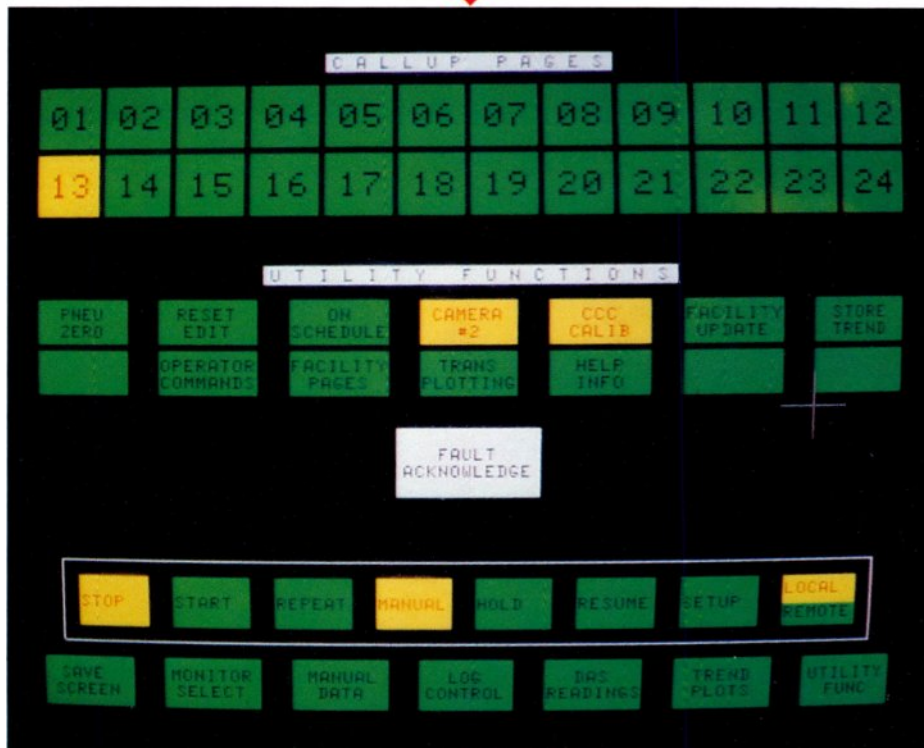 CALLUP PAGES
01 02 03 04 05 06 07 08 09 10 11 12
13 14 15 16 17 18 19 20 21 22 23 24
UTILITY FUNCTIONS
PNEU ZERO
RESET EDIT
ON SCHEDULE
CAMERA #2
CCC CALIB
FACILITY UPDATE
STORE TREND
OPERATOR COMMANDS
FACILITY PAGES
TRANS PLOTTING
HELP INFO
FAULT
ACKNOWLEDGE
STOP START REPEAT MANUAL HOLD RESUME SETUP LOCAL REMOTE
SAVE SCREEN
MONITOR SELECT
MANUAL DATA
LOG CONTROL
DAS READINGS
TREND PLOTS
UTILITY FUNC